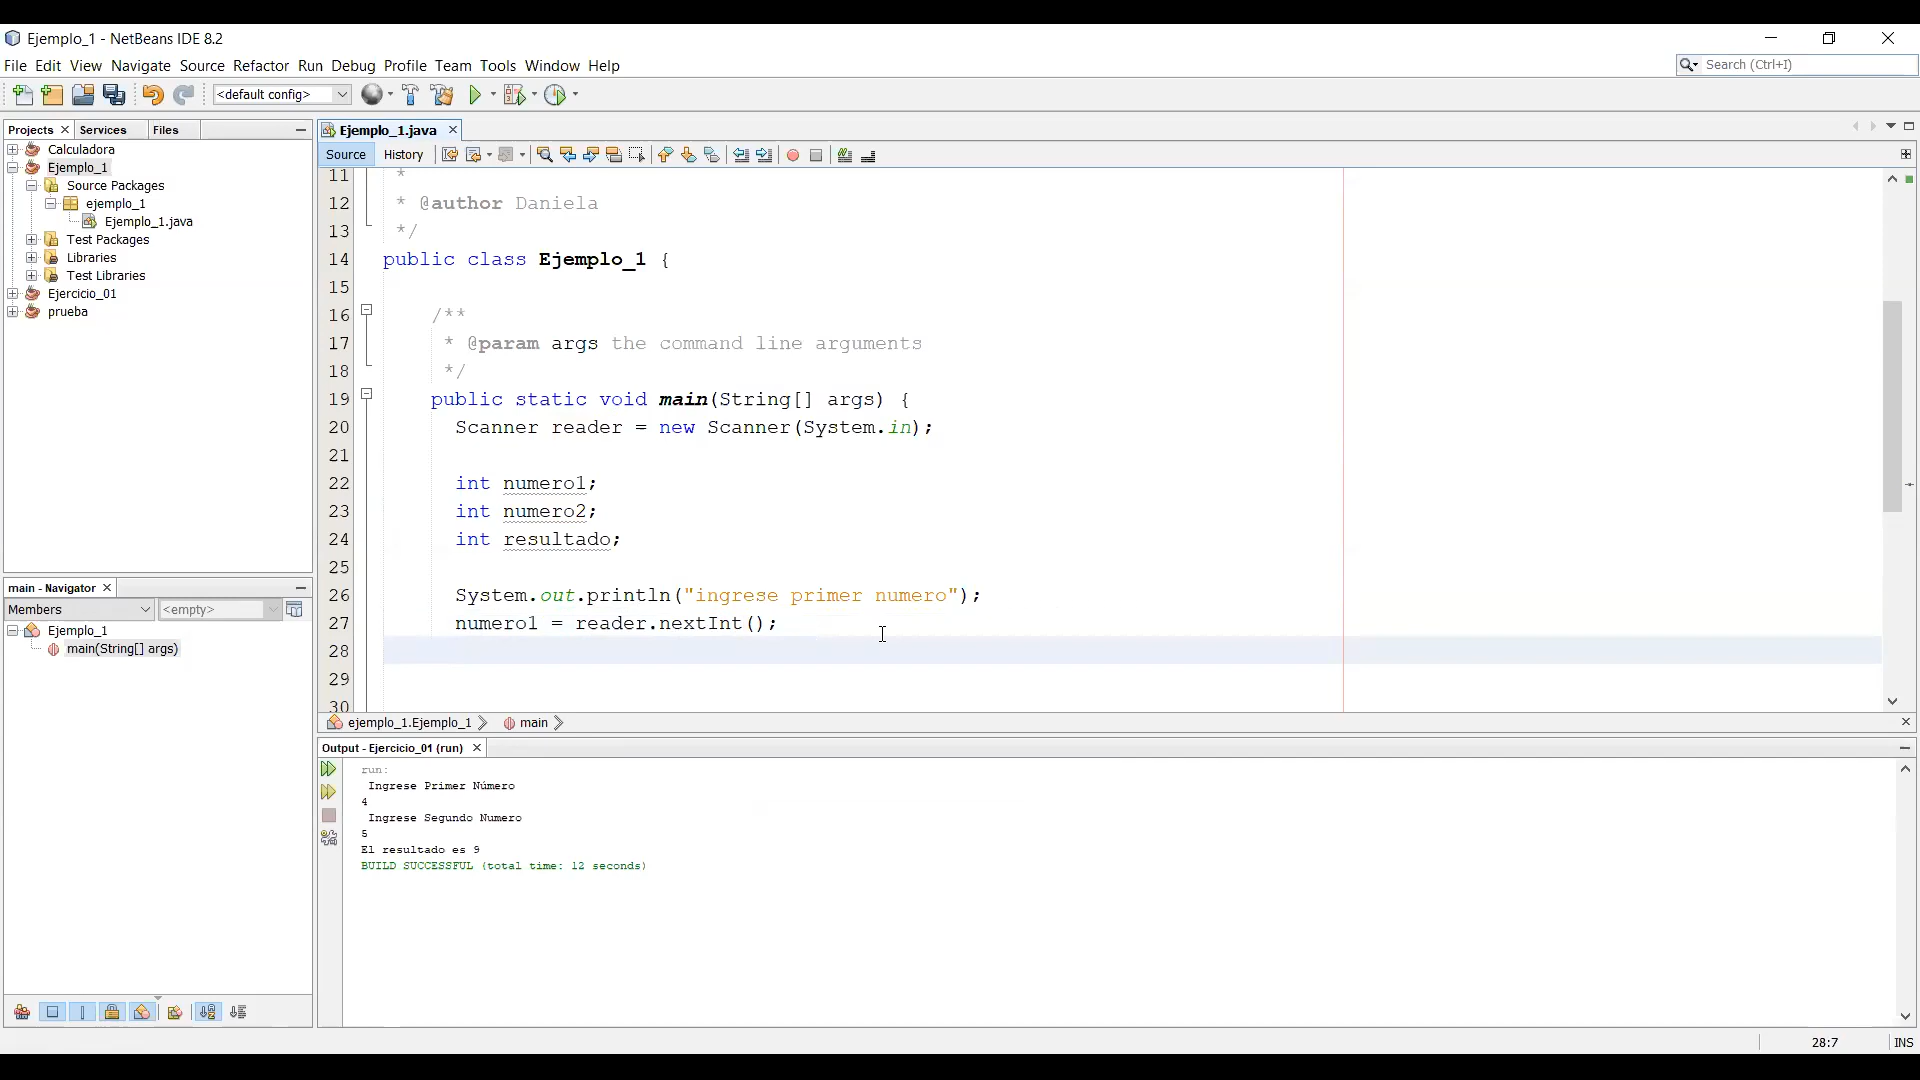 Ejemplo_1 - NetBeans IDE 8.2
File Edit View Navigate Source Refactor Run Debug Profile Team Tools Window Help
Search (Ctrl+I)
<default config>
Projects Services Files
Calculadora
Ejemplo_1
Source Packages
ejemplo_1
Ejemplo_1.java
Test Packages
Libraries
Test Libraries
Ejercicio_01
prueba
main - Navigator
Members <empty>
Ejemplo_1
main(String[] args)
Ejemplo_1.java
Source History
11 *
12 * @author Daniela
13 */
14 public class Ejemplo_1 {
15
16 /**
17 * @param args the command line arguments
18 */
19 public static void main(String[] args) {
20 Scanner reader = new Scanner(System.in);
21
22 int numero1;
23 int numero2;
24 int resultado;
25
26 System.out.println("ingrese primer numero");
27 numero1 = reader.nextInt();
28
29
30
ejemplo_1.Ejemplo_1 main
Output - Ejercicio_01 (run)
run:
Ingrese Primer Número
4
Ingrese Segundo Numero
5
El resultado es 9
BUILD SUCCESSFUL (total time: 12 seconds)
28:7 INS